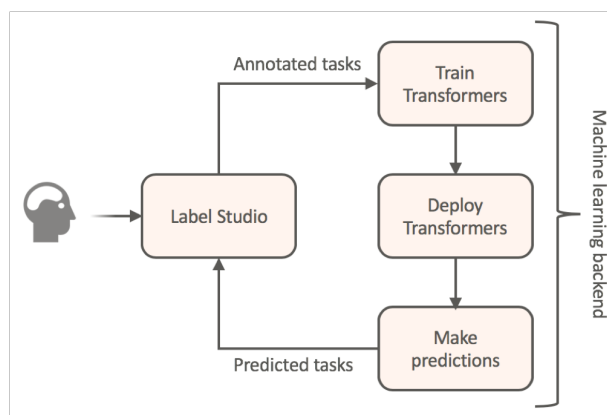 Annotated tasks
Train
Transformers
Label Studio
Deploy
Transformers
Make
predictions
Predicted tasks
Machine learning
backend